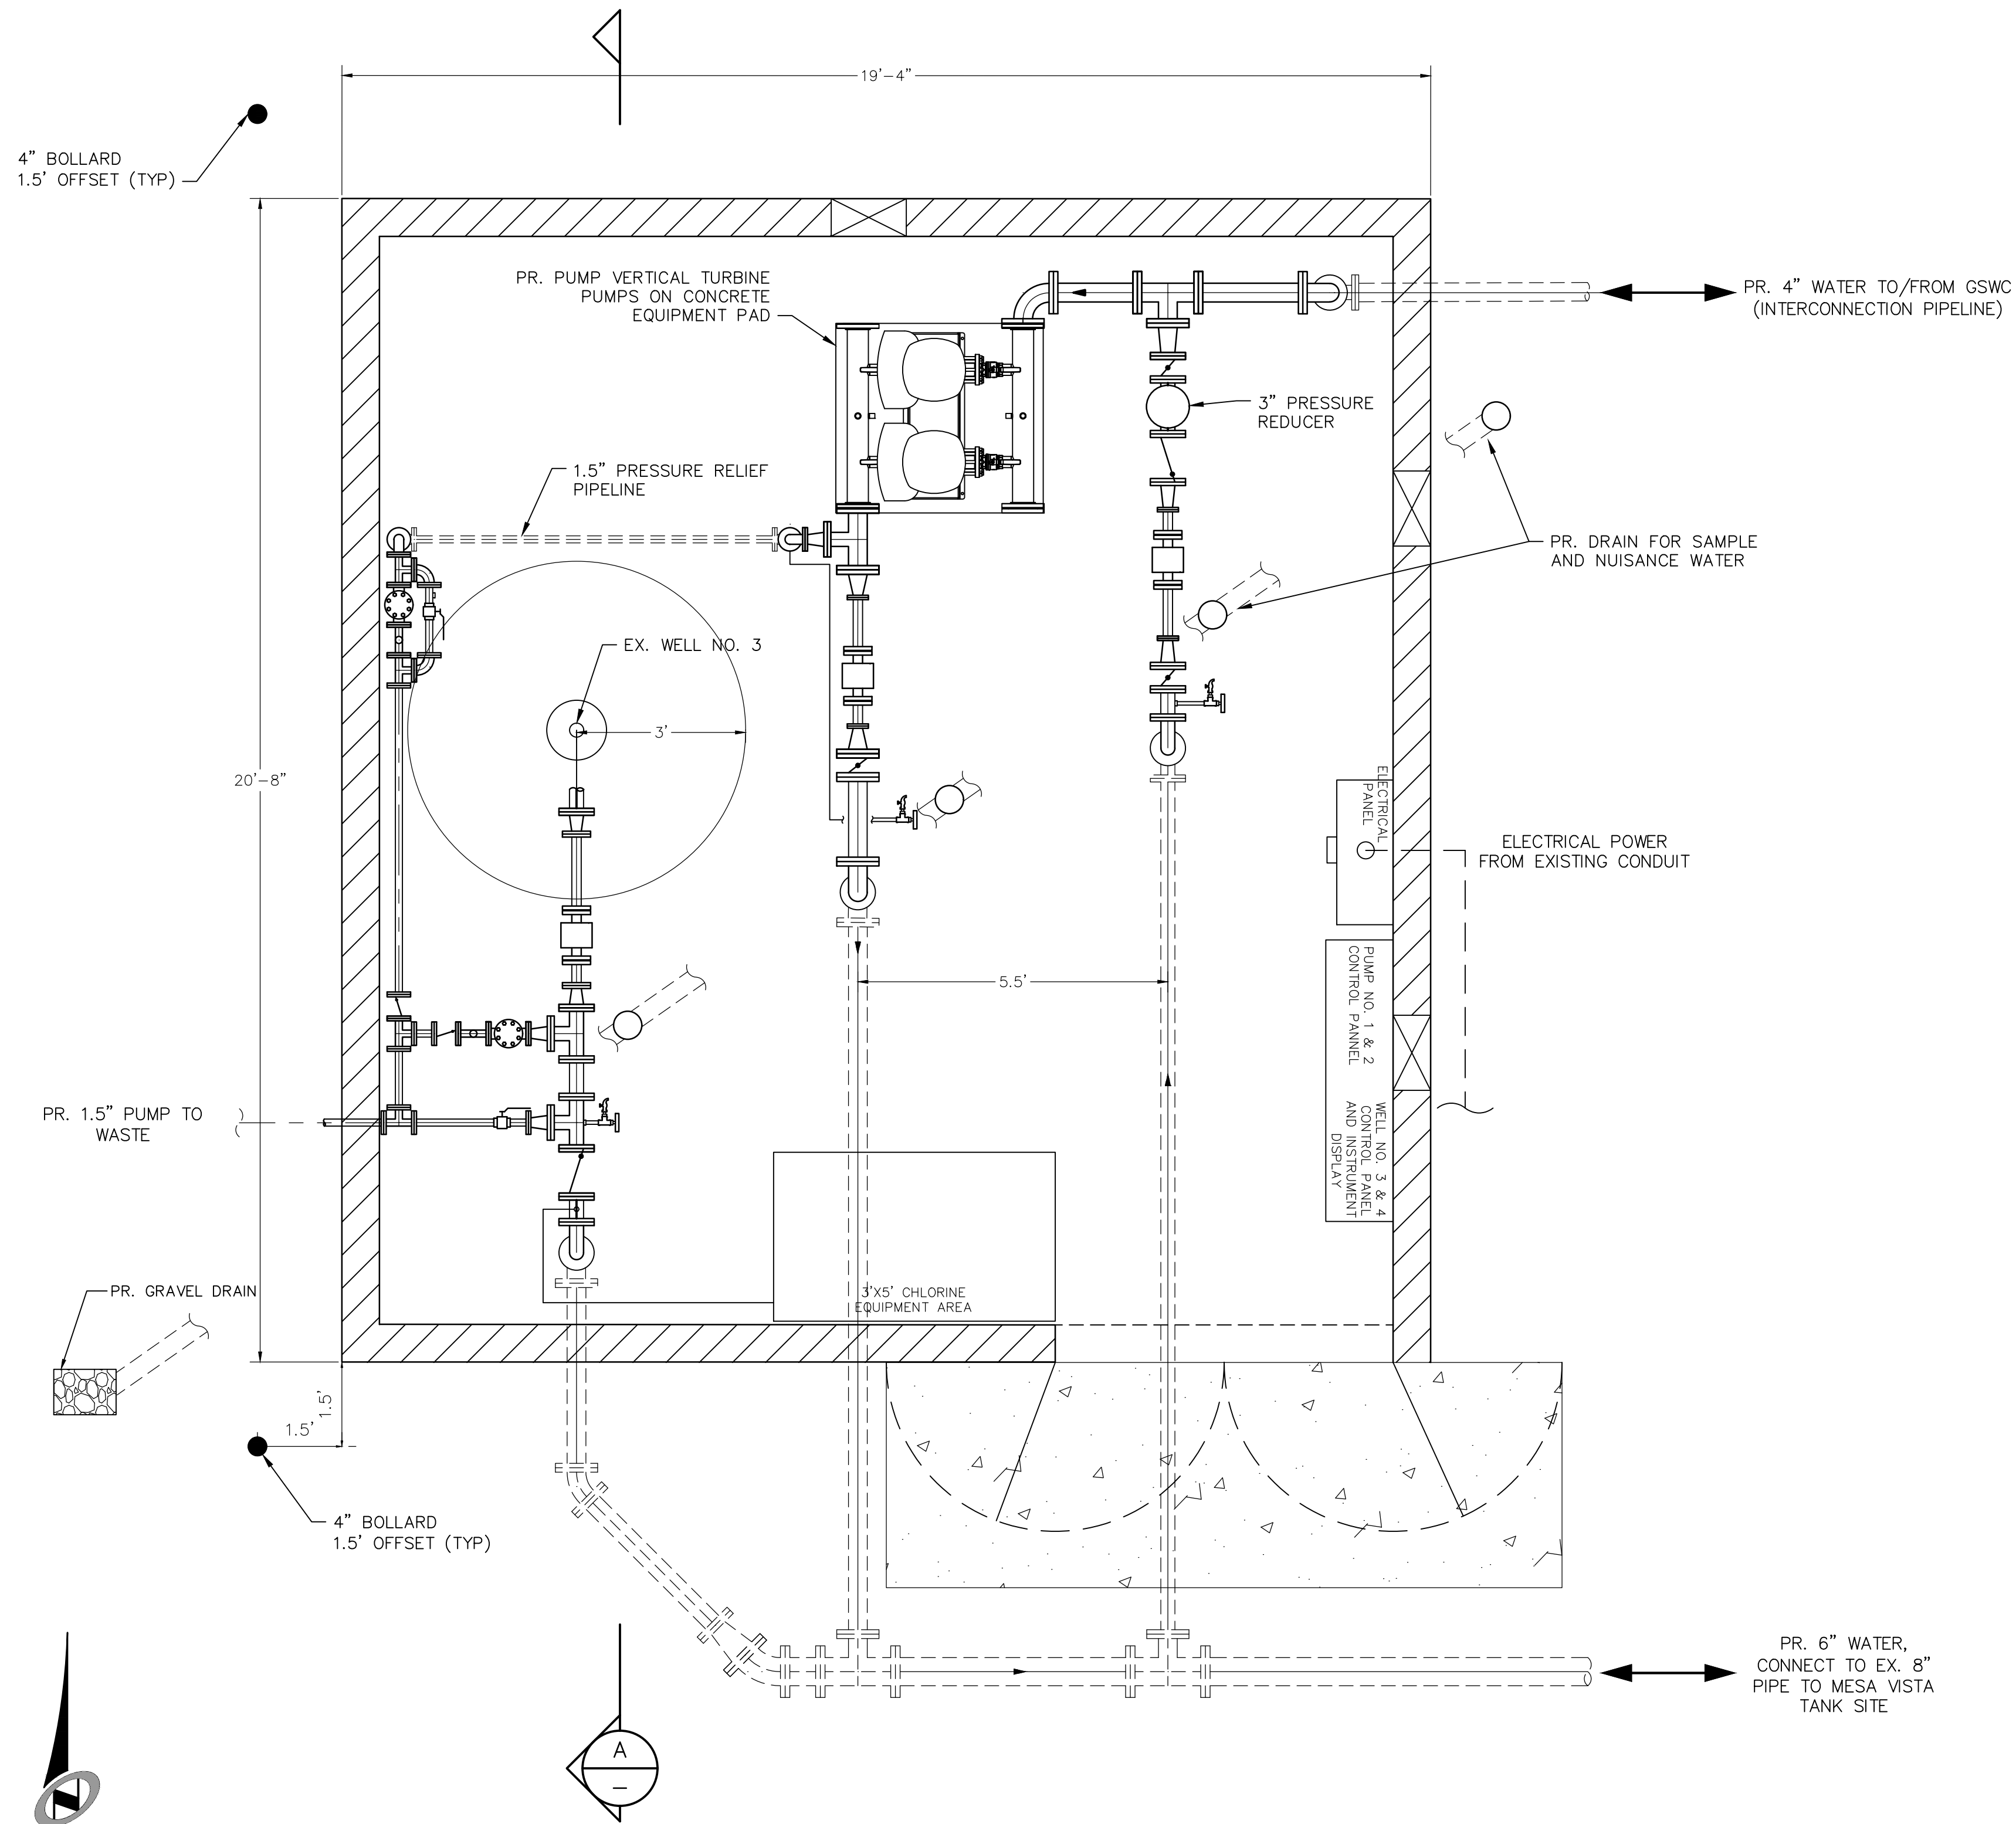 19'-4"
4" BOLLARD
1.5' OFFSET (TYP)
PR. PUMP VERTICAL TURBINE
PUMPS ON CONCRETE
EQUIPMENT PAD
PR. 4" WATER TO/FROM GSWC
(INTERCONNECTION PIPELINE)
3" PRESSURE
REDUCER
1.5" PRESSURE RELIEF
PIPELINE
PR. DRAIN FOR SAMPLE
AND NUISANCE WATER
EX. WELL NO. 3
3'
20'-8"
ELECTRICAL
PANEL
ELECTRICAL POWER
FROM EXISTING CONDUIT
5.5'
PUMP NO. 1 & 2
CONTROL PANNEL
WELL NO. 3 & 4
CONTROL PANEL
AND INSTRUMENT
DISPLAY
PR. 1.5" PUMP TO
WASTE
3'X5' CHLORINE
EQUIPMENT AREA
PR. GRAVEL DRAIN
1.5'
1.5'
4" BOLLARD
1.5' OFFSET (TYP)
PR. 6" WATER,
CONNECT TO EX. 8"
PIPE TO MESA VISTA
TANK SITE
A
–
N